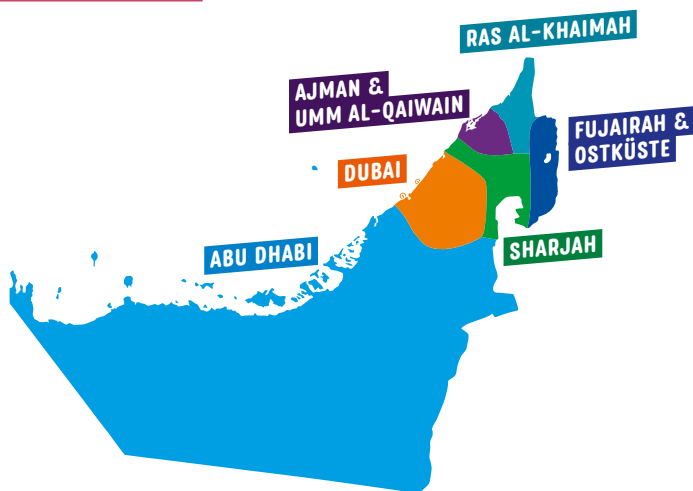 RAS AL-KHAIMAH
AJMAN &
UMM AL-QAIWAIN
FUJAIRAH &
OSTKÜSTE
DUBAI
SHARJAH
ABU DHABI